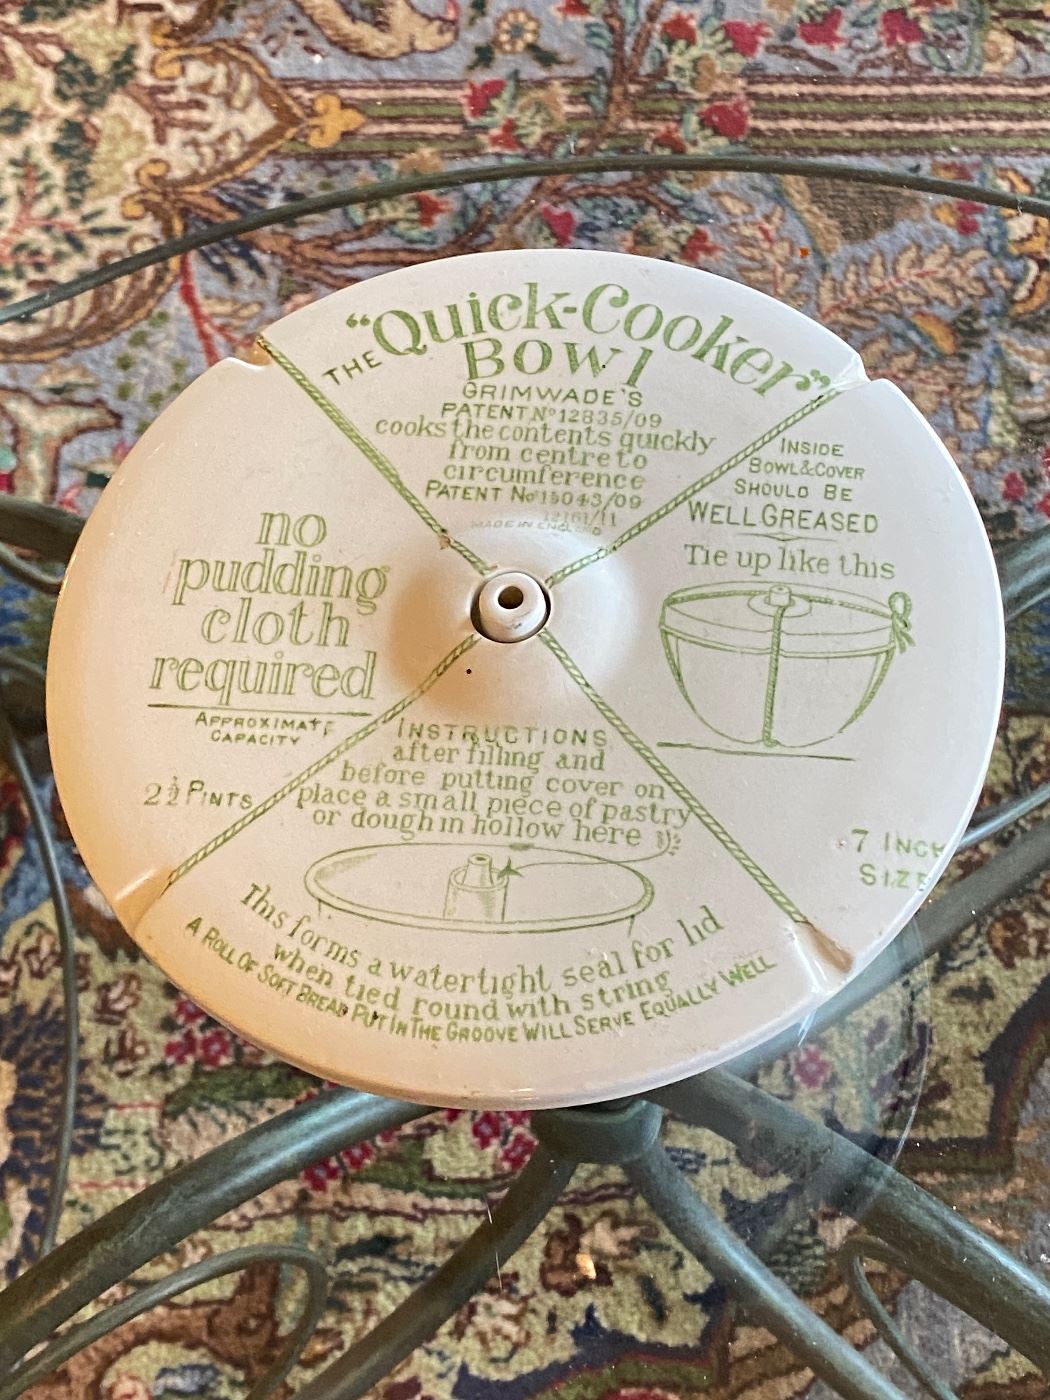 THE "Quick-Cooker"
Bowl
GRIMWADE'S
PATENT Nº 12835/09
cooks the contents quickly
from centre to
circumference
PATENT No 15043/09
12761/11
MADE IN ENGLAND
INSIDE
BOWL & COVER
SHOULD BE
WELL GREASED
Tie up like this
7 INCH
SIZE
no
pudding
cloth
required
APPROXIMATE
CAPACITY
2½ PINTS
INSTRUCTIONS
after filling and
before putting cover on
place a small piece of pastry
or dough in hollow here
This forms a watertight seal for lid
when tied round with string
A ROLL OF SOFT BREAD PUT IN THE GROOVE WILL SERVE EQUALLY WELL